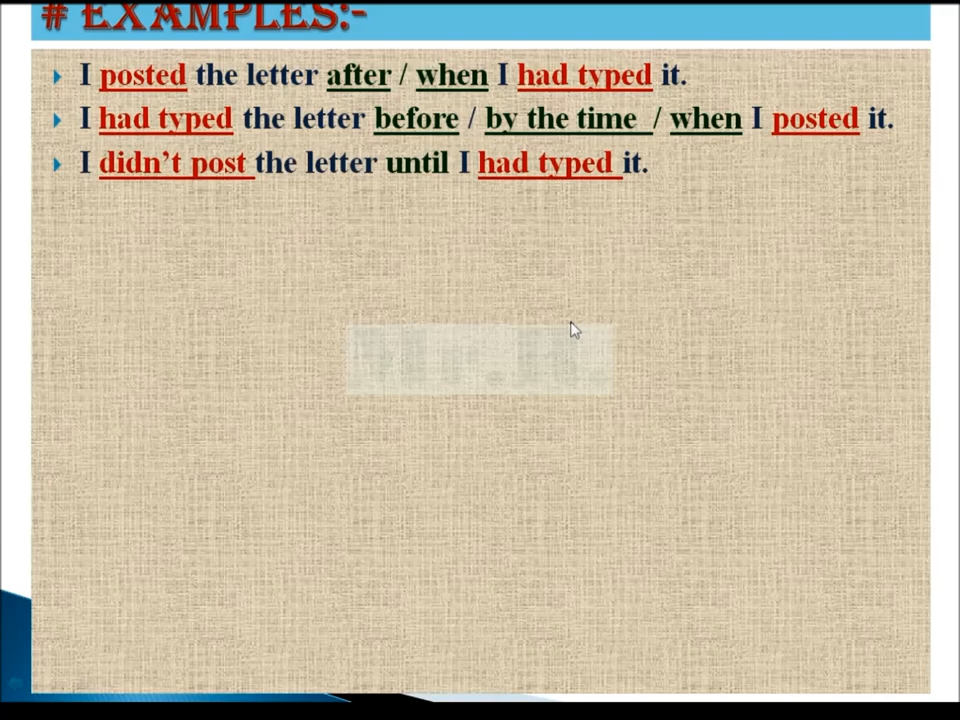 # EXAMPLES:-
I posted the letter after / when I had typed it.
I had typed the letter before / by the time / when I posted it.
I didn't post the letter until I had typed it.